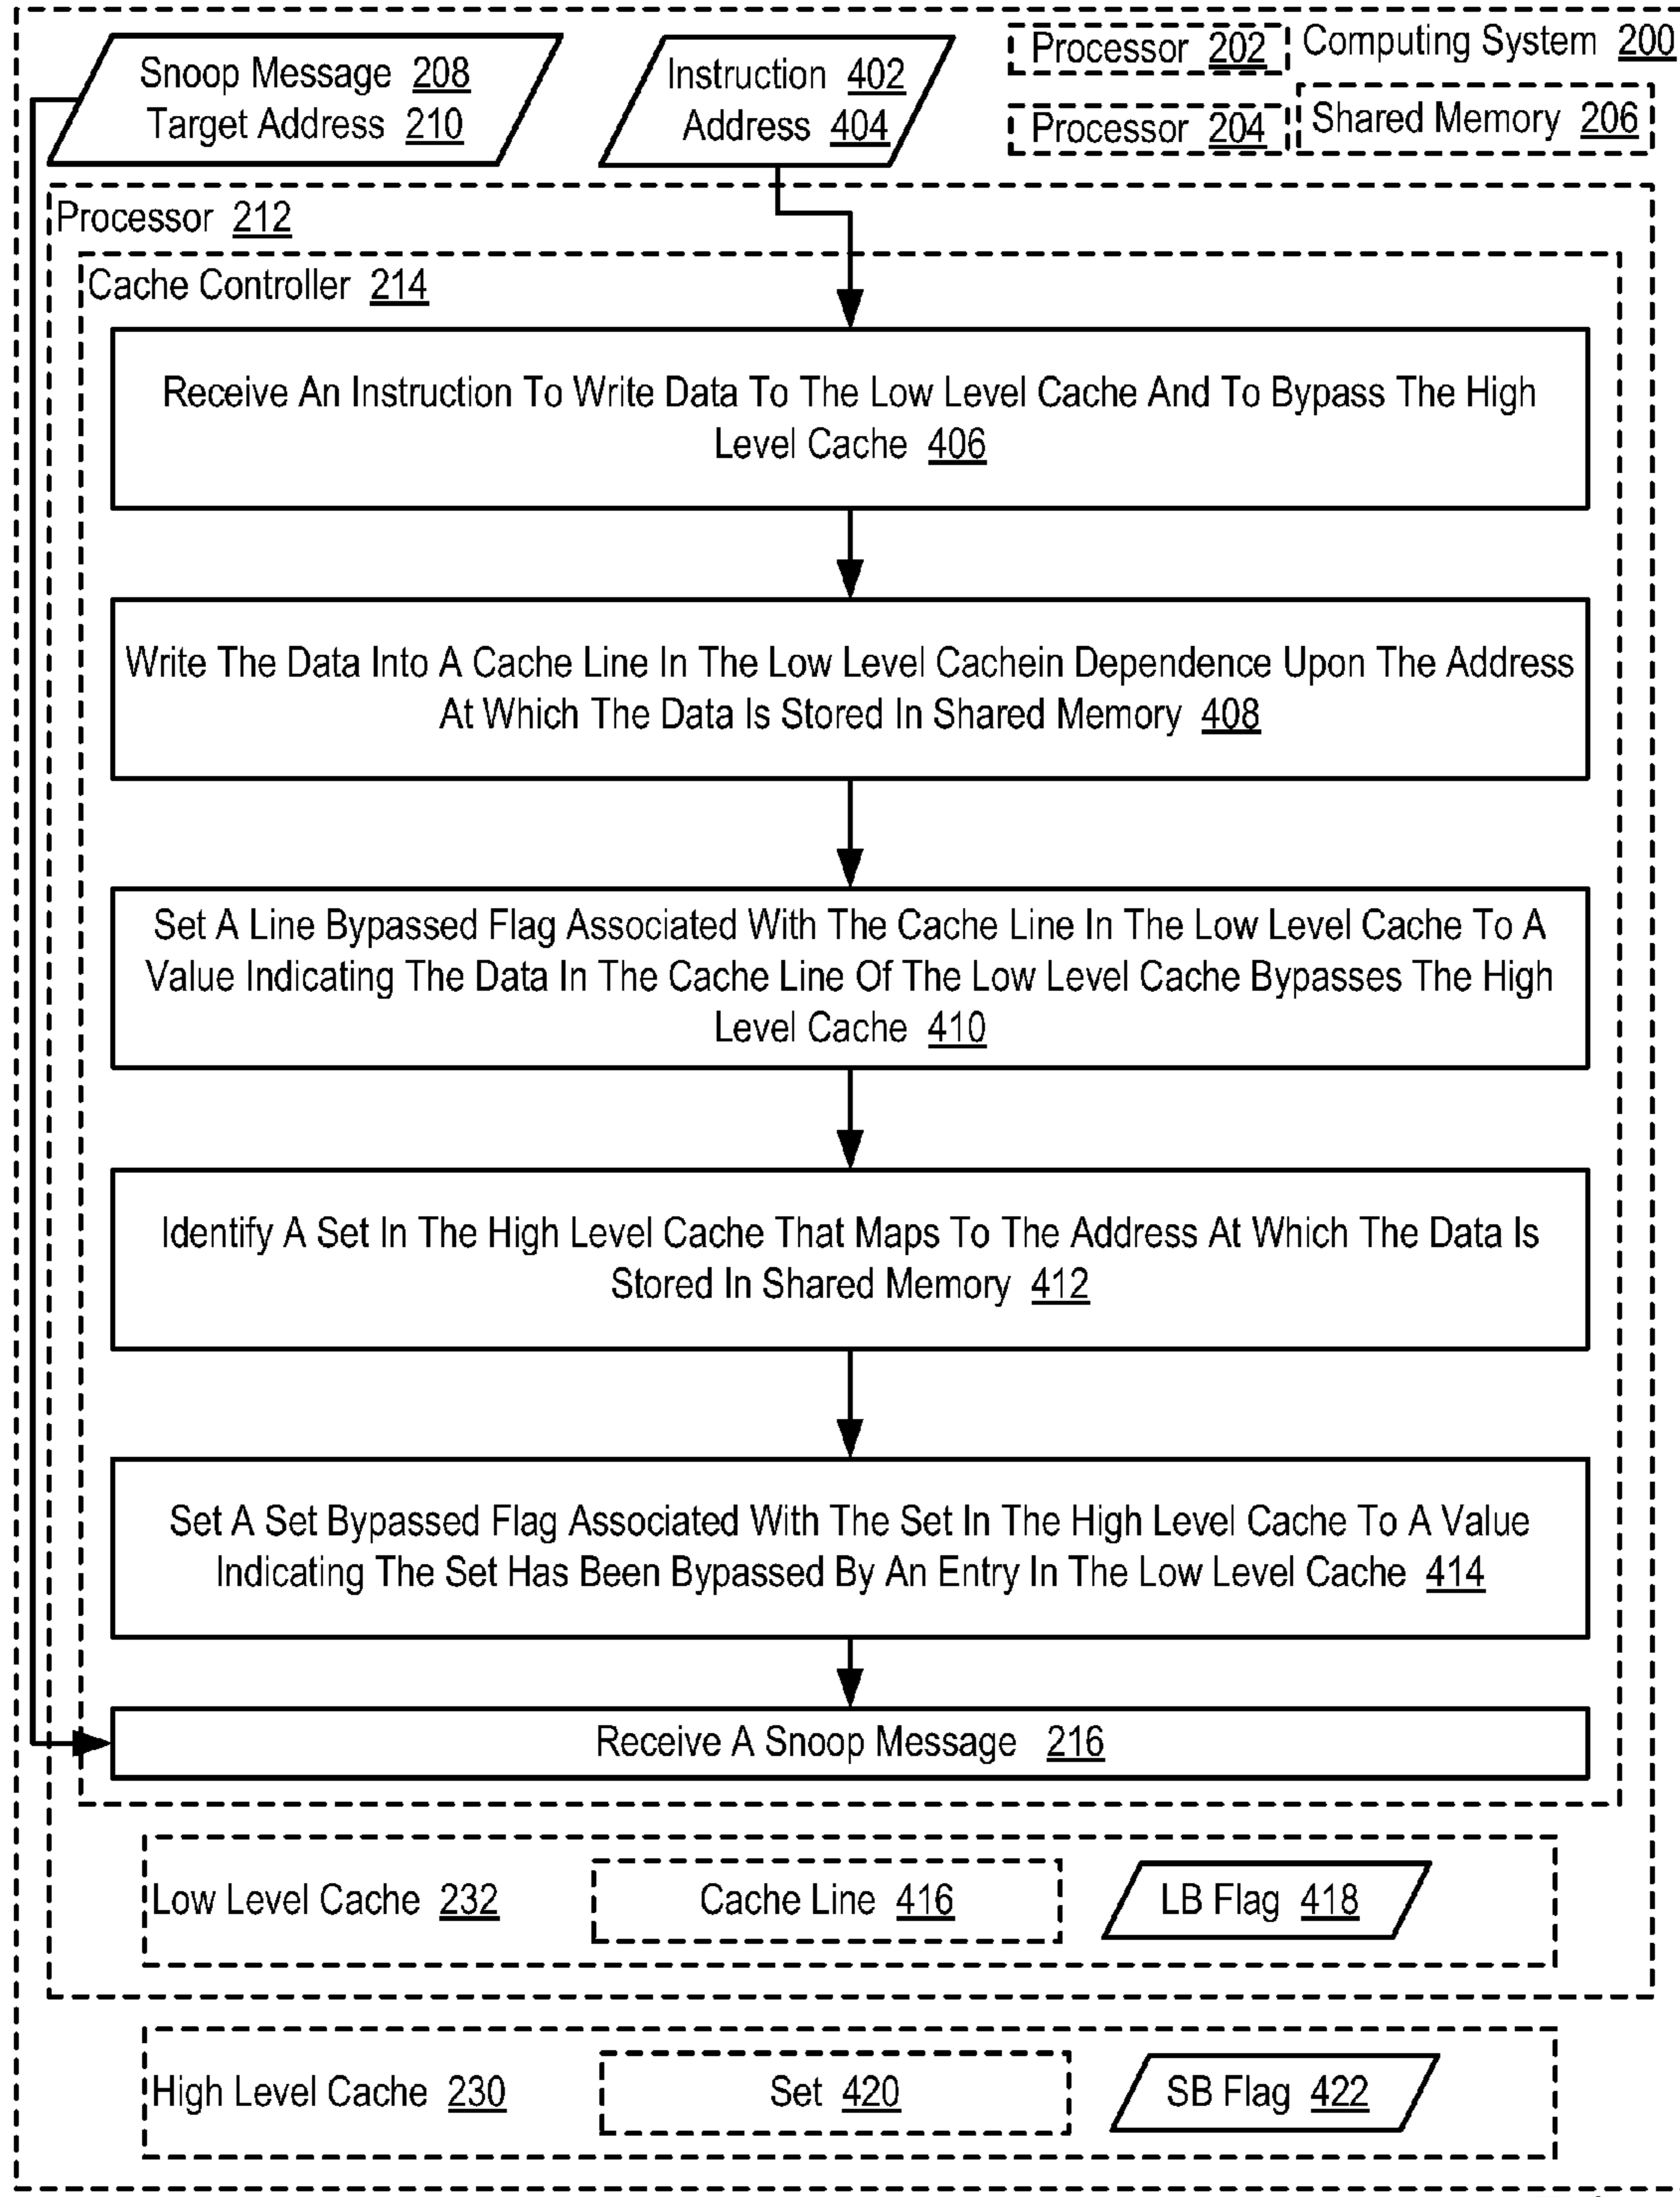 Snoop Message 208
Target Address 210
Instruction 402
Address 404
Processor 202
Computing System 200
Processor 204
Shared Memory 206
Processor 212
Cache Controller 214
Receive An Instruction To Write Data To The Low Level Cache And To Bypass The High
Level Cache 406
Write The Data Into A Cache Line In The Low Level Cachein Dependence Upon The Address
At Which The Data Is Stored In Shared Memory 408
Set A Line Bypassed Flag Associated With The Cache Line In The Low Level Cache To A
Value Indicating The Data In The Cache Line Of The Low Level Cache Bypasses The High
Level Cache 410
Identify A Set In The High Level Cache That Maps To The Address At Which The Data Is
Stored In Shared Memory 412
Set A Set Bypassed Flag Associated With The Set In The High Level Cache To A Value
Indicating The Set Has Been Bypassed By An Entry In The Low Level Cache 414
Receive A Snoop Message 216
Low Level Cache 232
Cache Line 416
LB Flag 418
High Level Cache 230
Set 420
SB Flag 422